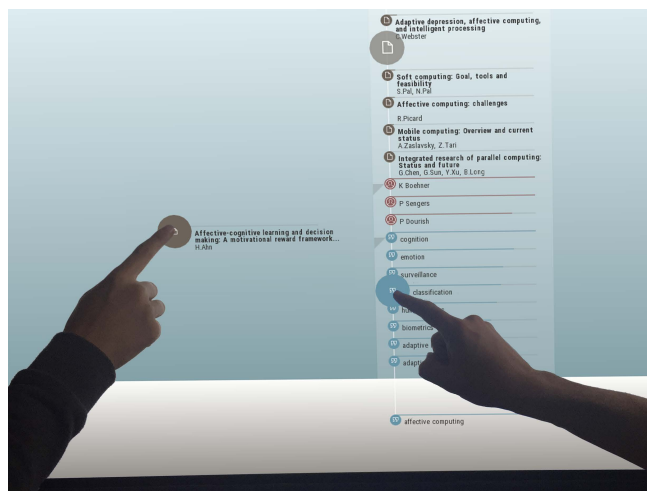 Adaptive depression, affective computing,
and intelligent processing
Webster
Soft computing: Goal, tools and
feasibility
S.Pal, N.Pal
Affective computing: challenges
R.Picard
Mobile computing: Overview and current
status
A.Zaslavsky, Z.Tari
Integrated research of parallel computing:
Status and future
G.Chen, G.Sun, Y.Xu, B.Long
K Boehner
P Sengers
P Dourish
cognition
Affective-cognitive learning and decision
making: A motivational reward framework...
H.Ahn
emotion
surveillance
classification
biometrics
adaptive
affective computing